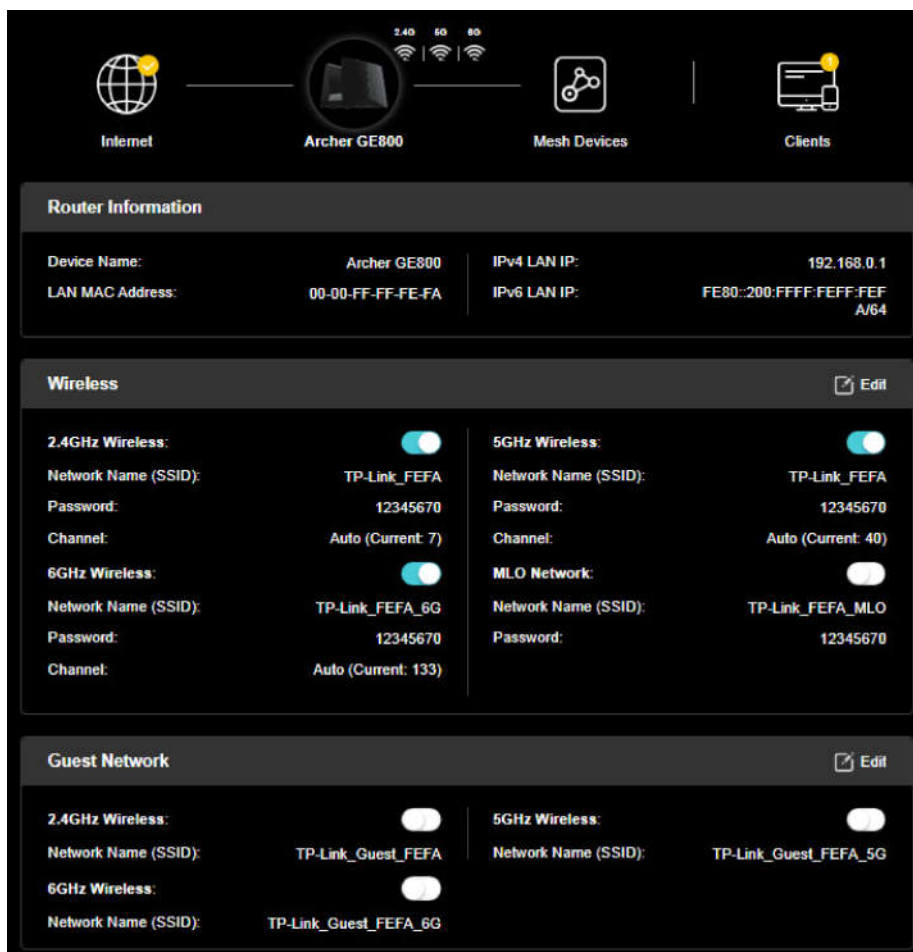 2.4G 5G 6G
Internet
Archer GE800
Mesh Devices
1
Clients
Router Information
Device Name: Archer GE800
IPv4 LAN IP: 192.168.0.1
LAN MAC Address: 00-00-FF-FF-FE-FA
IPv6 LAN IP: FE80::200:FFFF:FEFF:FEF
A/64
Wireless
Edit
2.4GHz Wireless:
5GHz Wireless:
Network Name (SSID): TP-Link_FEFA
Network Name (SSID): TP-Link_FEFA
Password: 12345670
Password: 12345670
Channel: Auto (Current: 7)
Channel: Auto (Current: 40)
6GHz Wireless:
MLO Network:
Network Name (SSID): TP-Link_FEFA_6G
Network Name (SSID): TP-Link_FEFA_MLO
Password: 12345670
Password: 12345670
Channel: Auto (Current: 133)
Guest Network
Edit
2.4GHz Wireless:
5GHz Wireless:
Network Name (SSID): TP-Link_Guest_FEFA
Network Name (SSID): TP-Link_Guest_FEFA_5G
6GHz Wireless:
Network Name (SSID): TP-Link_Guest_FEFA_6G